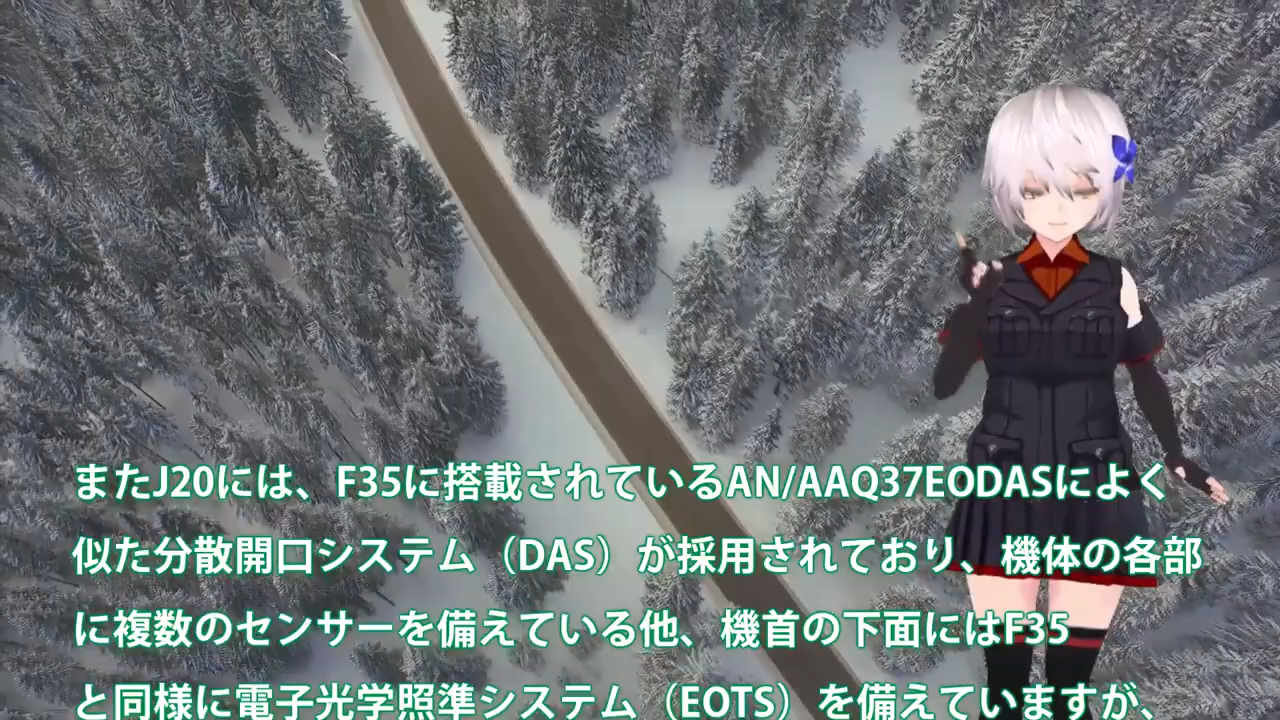 またJ20には、F35に搭載されているAN/AAQ37EODASによく
似た分散開口システム（DAS）が採用されており、機体の各部
に複数のセンサーを備えている他、機首の下面にはF35
と同様に電子光学照準システム（EOTS）を備えていますが、